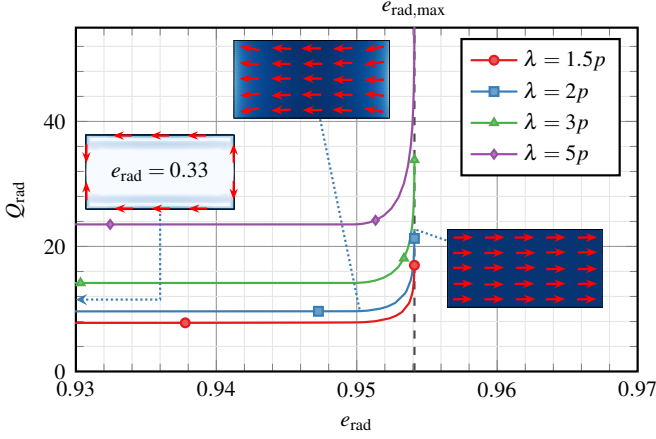 e_rad,max
λ = 1.5p
λ = 2p
λ = 3p
λ = 5p
e_rad = 0.33
Q_rad
40
20
0
0.93 0.94 0.95 0.96 0.97
e_rad